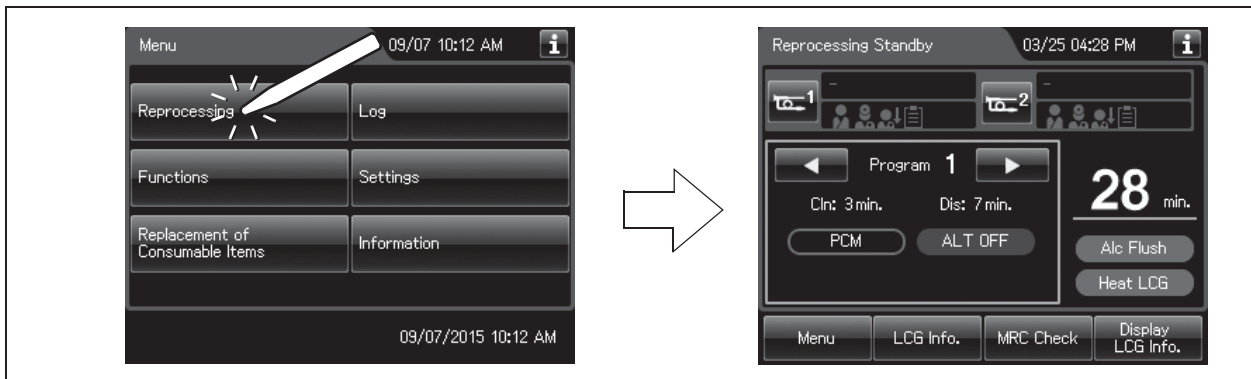 Menu
09/07 10:12 AM
i
Reprocessing
Log
Functions
Settings
Replacement of
Consumable Items
Information
09/07/2015 10:12 AM
Reprocessing Standby
03/25 04:28 PM
i
1
-
2
-
Program 1
Cln: 3 min.
Dis: 7 min.
28 min.
PCM
ALT OFF
Alc Flush
Heat LCG
Menu
LCG Info.
MRC Check
Display
LCG Info.